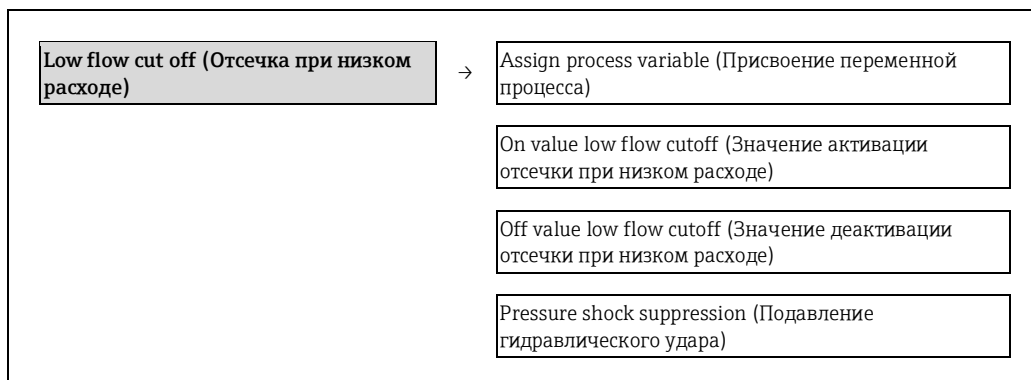 Low flow cut off (Отсечка при низком
расходе)
→
Assign process variable (Присвоение переменной
процесса)
On value low flow cutoff (Значение активации
отсечки при низком расходе)
Off value low flow cutoff (Значение деактивации
отсечки при низком расходе)
Pressure shock suppression (Подавление
гидравлического удара)